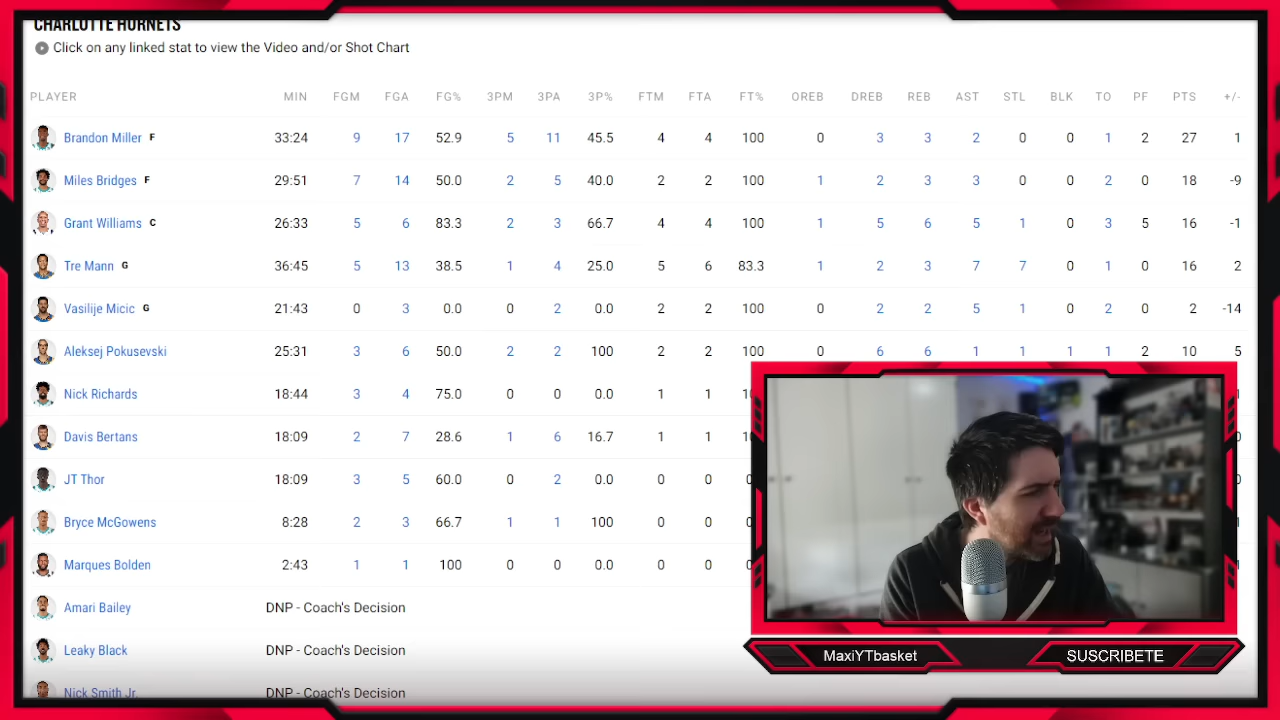 CHARLOTTE HORNETS
Click on any linked stat to view the Video and/or Shot Chart
PLAYER MIN FGM FGA FG% 3PM 3PA 3P% FTM FTA FT% OREB DREB REB AST STL BLK TO PF PTS +/-
Brandon Miller F 33:24 9 17 52.9 5 11 45.5 4 4 100 0 3 3 2 0 0 1 2 27 1
Miles Bridges F 29:51 7 14 50.0 2 5 40.0 2 2 100 1 2 3 3 0 0 2 0 18 -9
Grant Williams C 26:33 5 6 83.3 2 3 66.7 4 4 100 1 5 6 5 1 0 3 5 16 -1
Tre Mann G 36:45 5 13 38.5 1 4 25.0 5 6 83.3 1 2 3 7 7 0 1 0 16 2
Vasilije Micic G 21:43 0 3 0.0 0 2 0.0 2 2 100 0 2 2 5 1 0 2 0 2 -14
Aleksej Pokusevski 25:31 3 6 50.0 2 2 100 2 2 100 0 6 6 1 1 1 1 2 10 5
Nick Richards 18:44 3 4 75.0 0 0 0.0 1 1
Davis Bertans 18:09 2 7 28.6 1 6 16.7 1 1
JT Thor 18:09 3 5 60.0 0 2 0.0 0 0
Bryce McGowens 8:28 2 3 66.7 1 1 100 0 0
Marques Bolden 2:43 1 1 100 0 0 0.0 0 0
Amari Bailey DNP - Coach's Decision
Leaky Black DNP - Coach's Decision
Nick Smith Jr. DNP - Coach's Decision
MaxiYTbasket
SUSCRIBETE